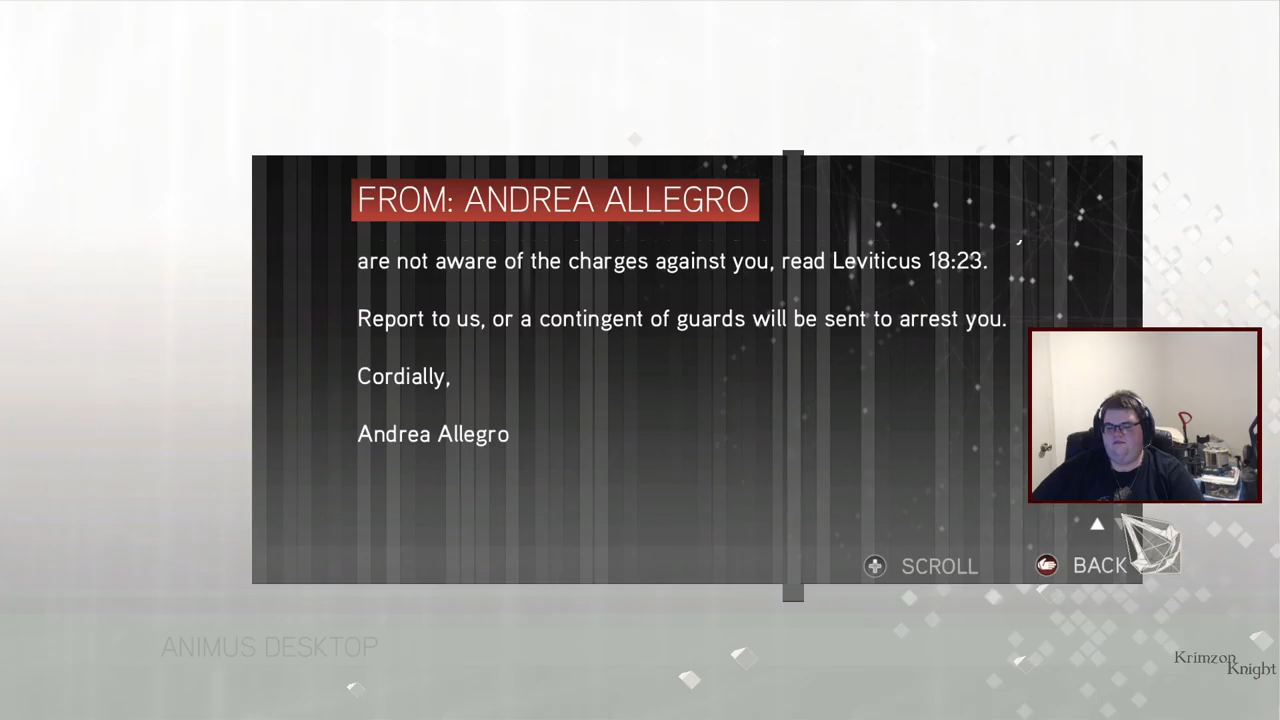 FROM: ANDREA ALLEGRO
are not aware of the charges against you, read Leviticus 18:23.
Report to us, or a contingent of guards will be sent to arrest you.
Cordially,
Andrea Allegro
SCROLL
BACK
ANIMUS DESKTOP
Krimzon
Knight